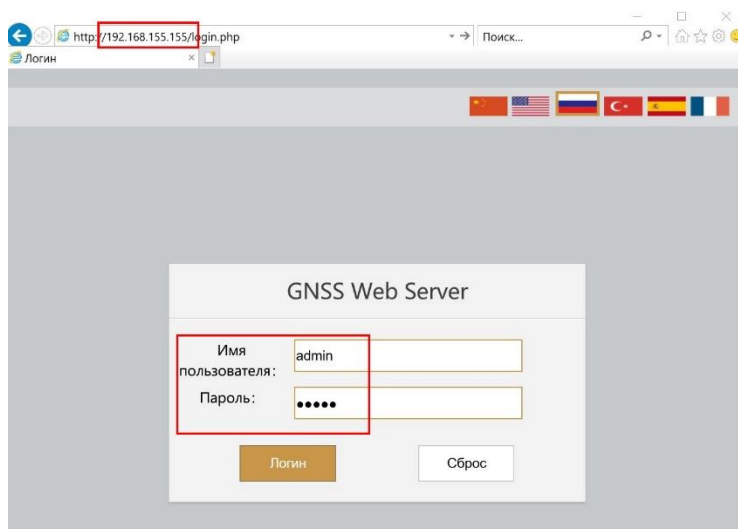 http://192.168.155.155/login.php
Поиск...
Логин
GNSS Web Server
Имя
пользователя:
admin
Пароль:
•••••
Логин
Сброс